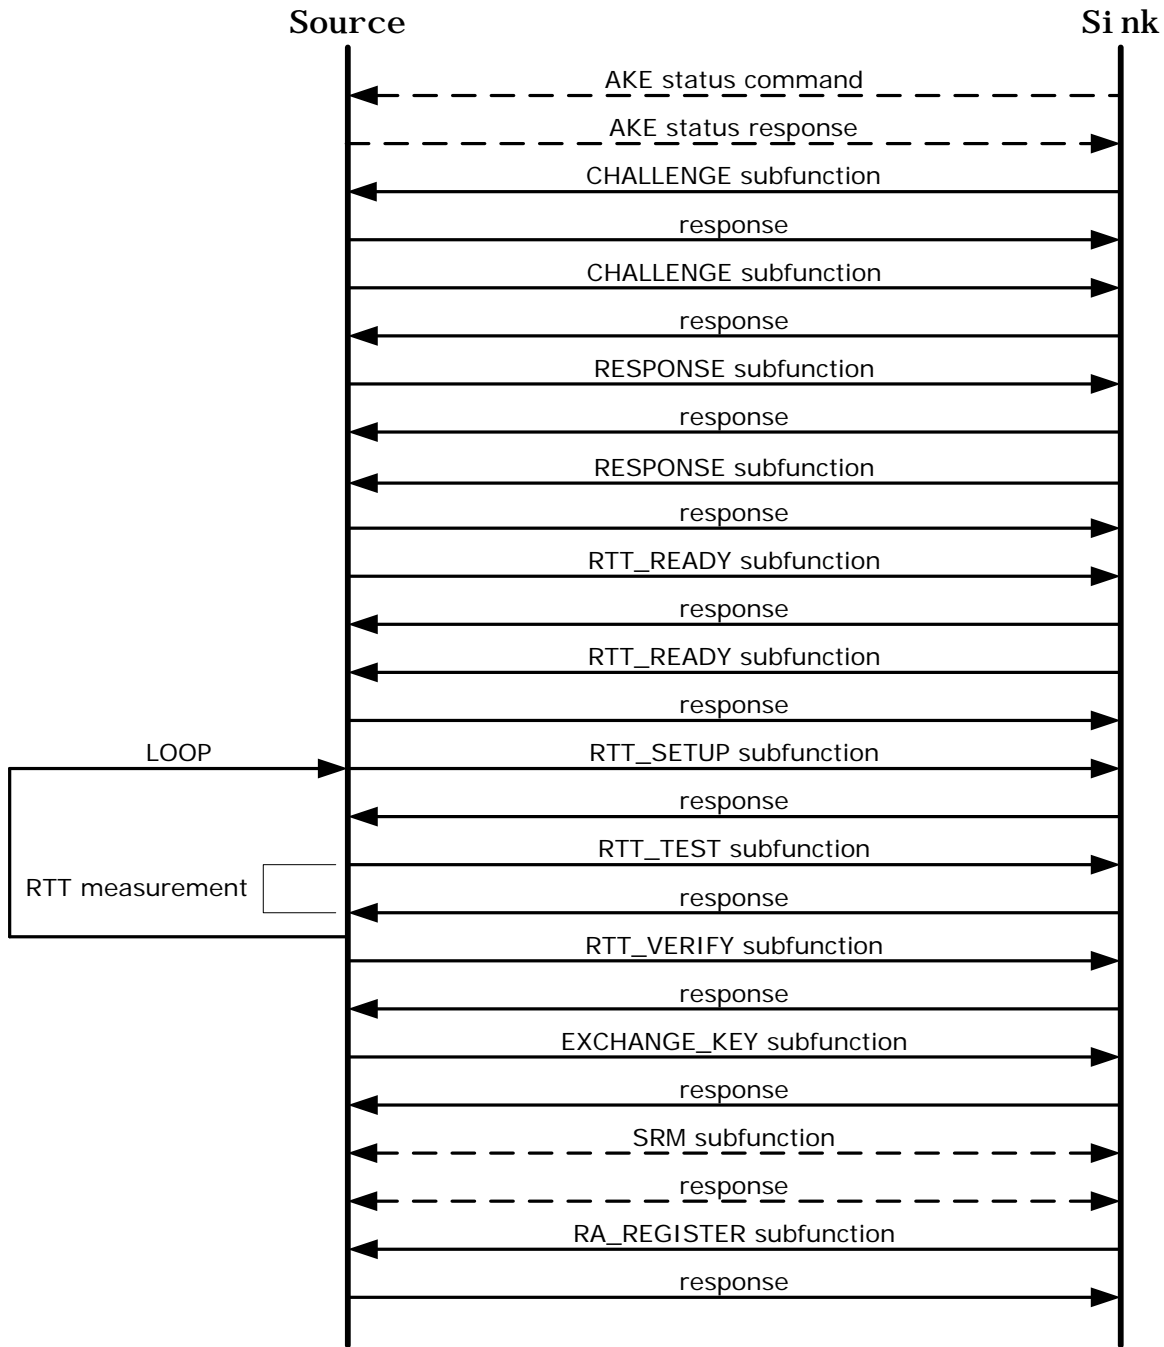 Source
Sink
AKE status command
AKE status response
CHALLENGE subfunction
response
CHALLENGE subfunction
response
RESPONSE subfunction
response
RESPONSE subfunction
response
RTT_READY subfunction
response
RTT_READY subfunction
response
LOOP
RTT_SETUP subfunction
response
RTT_TEST subfunction
RTT measurement
response
RTT_VERIFY subfunction
response
EXCHANGE_KEY subfunction
response
SRM subfunction
response
RA_REGISTER subfunction
response